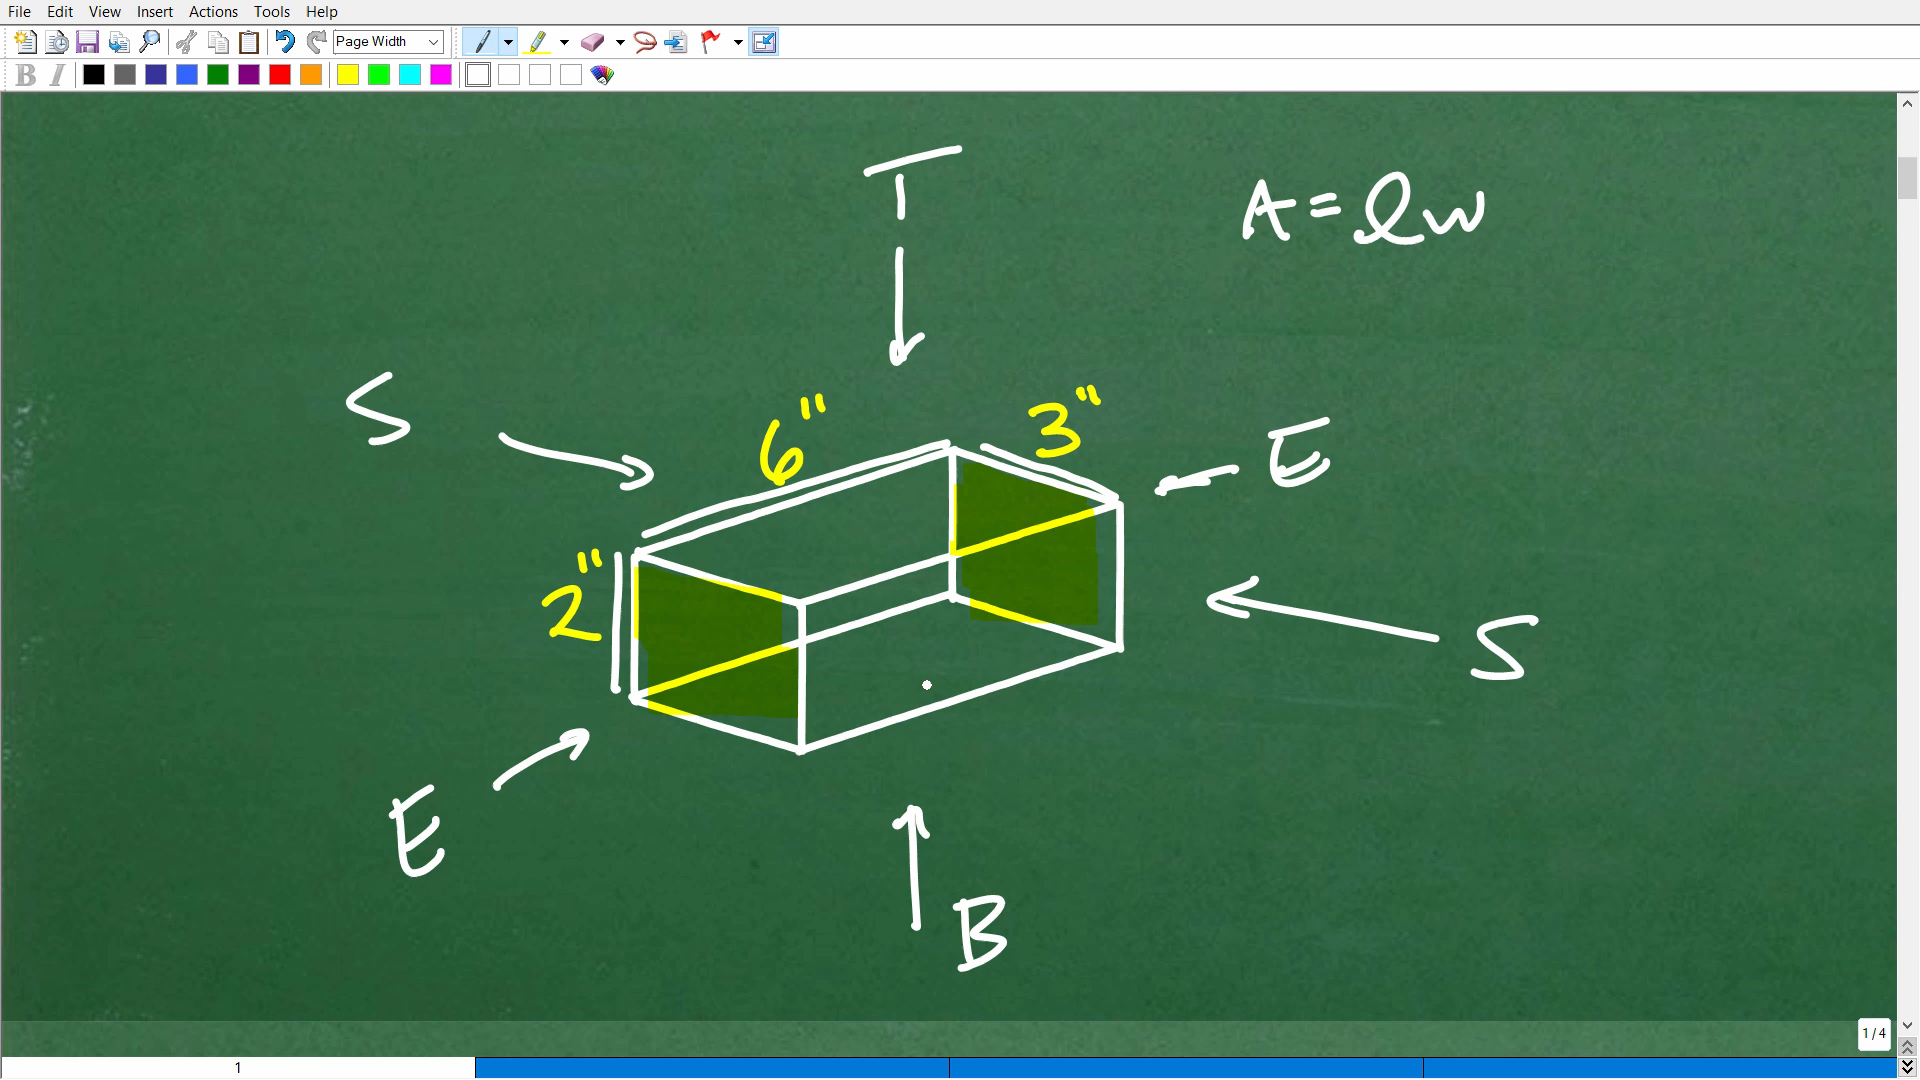 File Edit View Insert Actions Tools Help
Page Width
B I
T
A = lw
S
6"
3"
E
2"
S
E
B
1 / 4
1